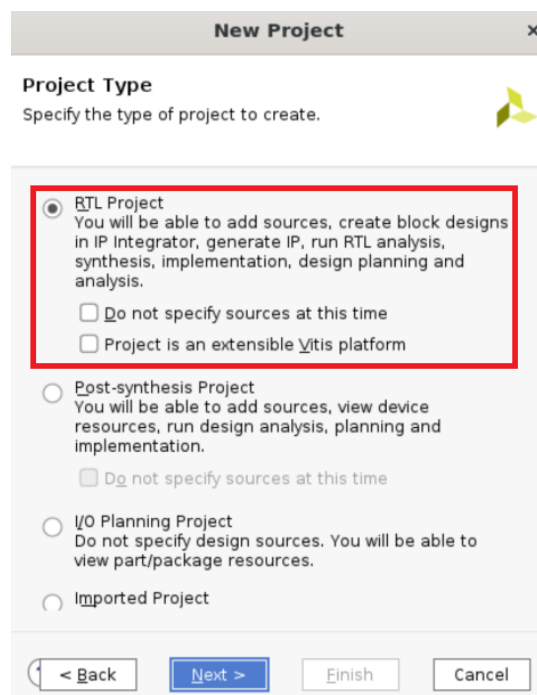 New Project
Project Type
Specify the type of project to create.
RTL Project
You will be able to add sources, create block designs
in IP Integrator, generate IP, run RTL analysis,
synthesis, implementation, design planning and
analysis.
Do not specify sources at this time
Project is an extensible Vitis platform
Post-synthesis Project
You will be able to add sources, view device
resources, run design analysis, planning and
implementation.
Do not specify sources at this time
I/O Planning Project
Do not specify design sources. You will be able to
view part/package resources.
Imported Project
< Back
Next >
Finish
Cancel